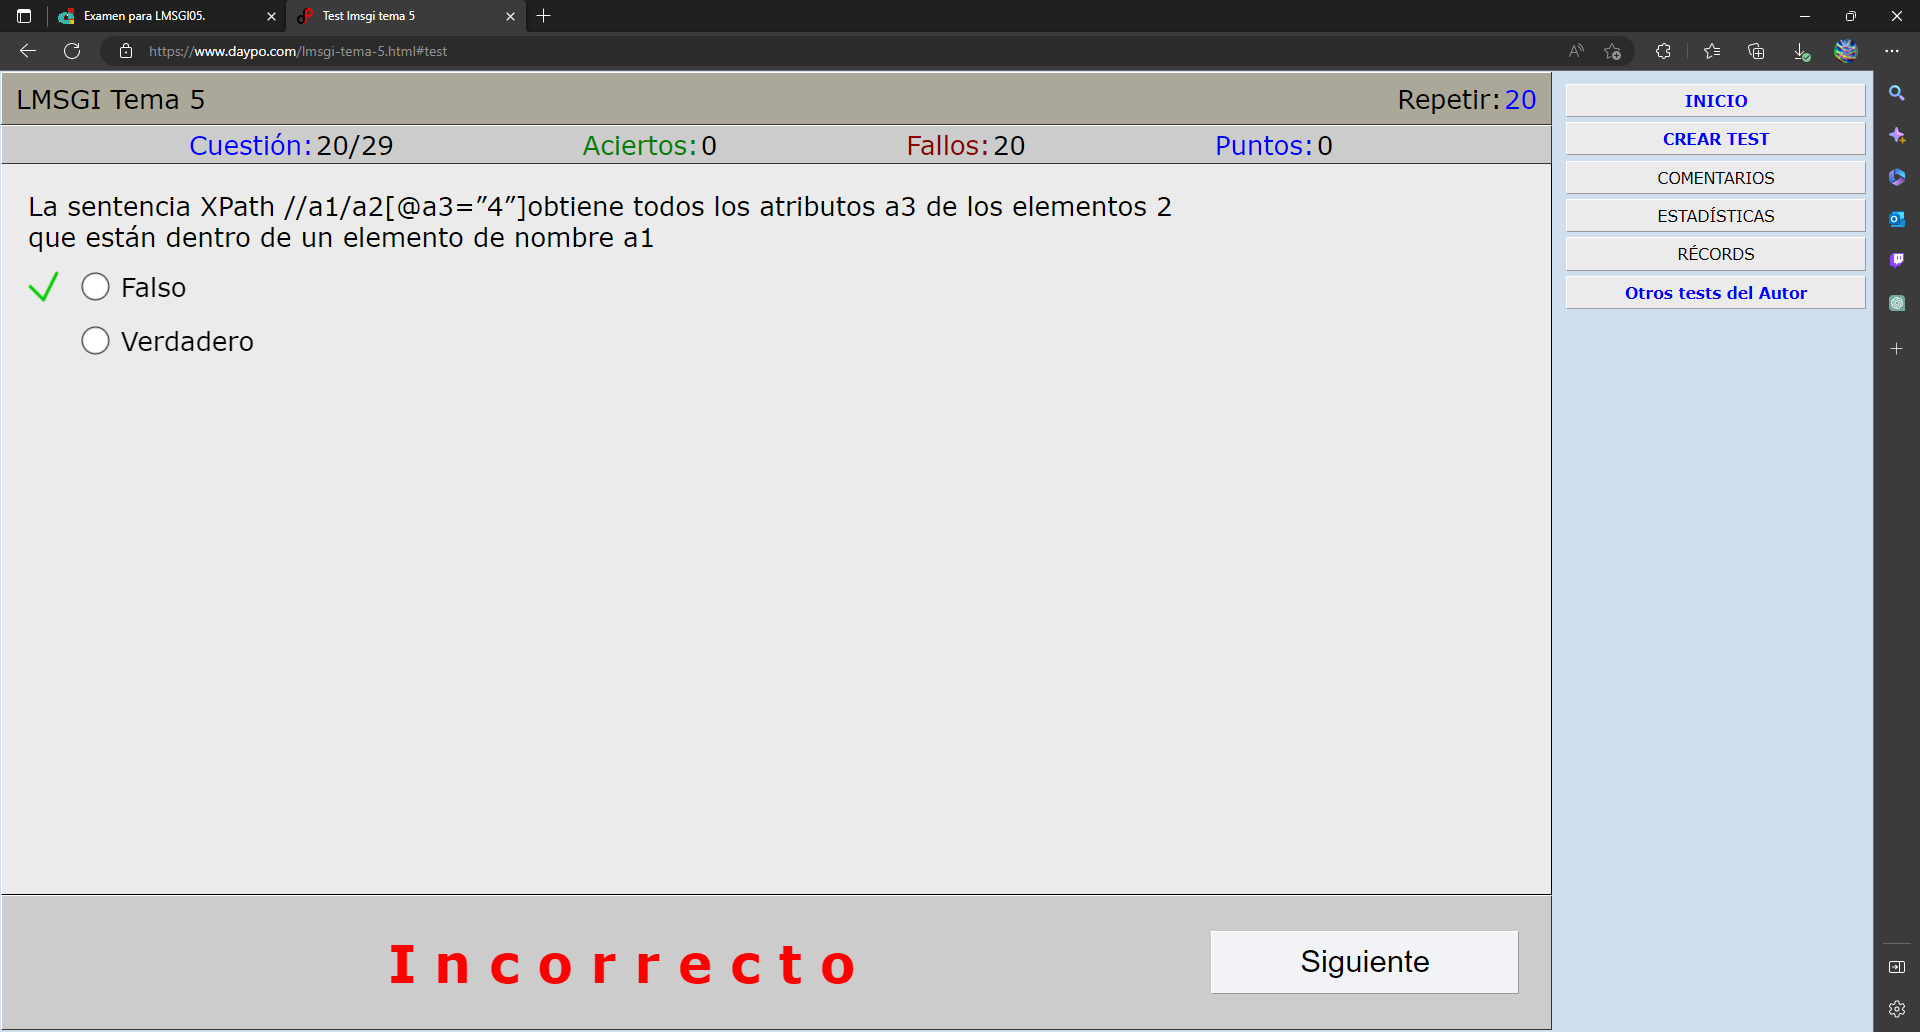 Examen para LMSGI05.
Test lmsgi tema 5
https://www.daypo.com/lmsgi-tema-5.html#test
LMSGI Tema 5
Repetir: 20
Cuestión: 20/29
Aciertos: 0
Fallos: 20
Puntos: 0
La sentencia XPath //a1/a2[@a3=”4”]obtiene todos los atributos a3 de los elementos 2
que están dentro de un elemento de nombre a1
Falso
Verdadero
Incorrecto
Siguiente
INICIO
CREAR TEST
COMENTARIOS
ESTADÍSTICAS
RÉCORDS
Otros tests del Autor